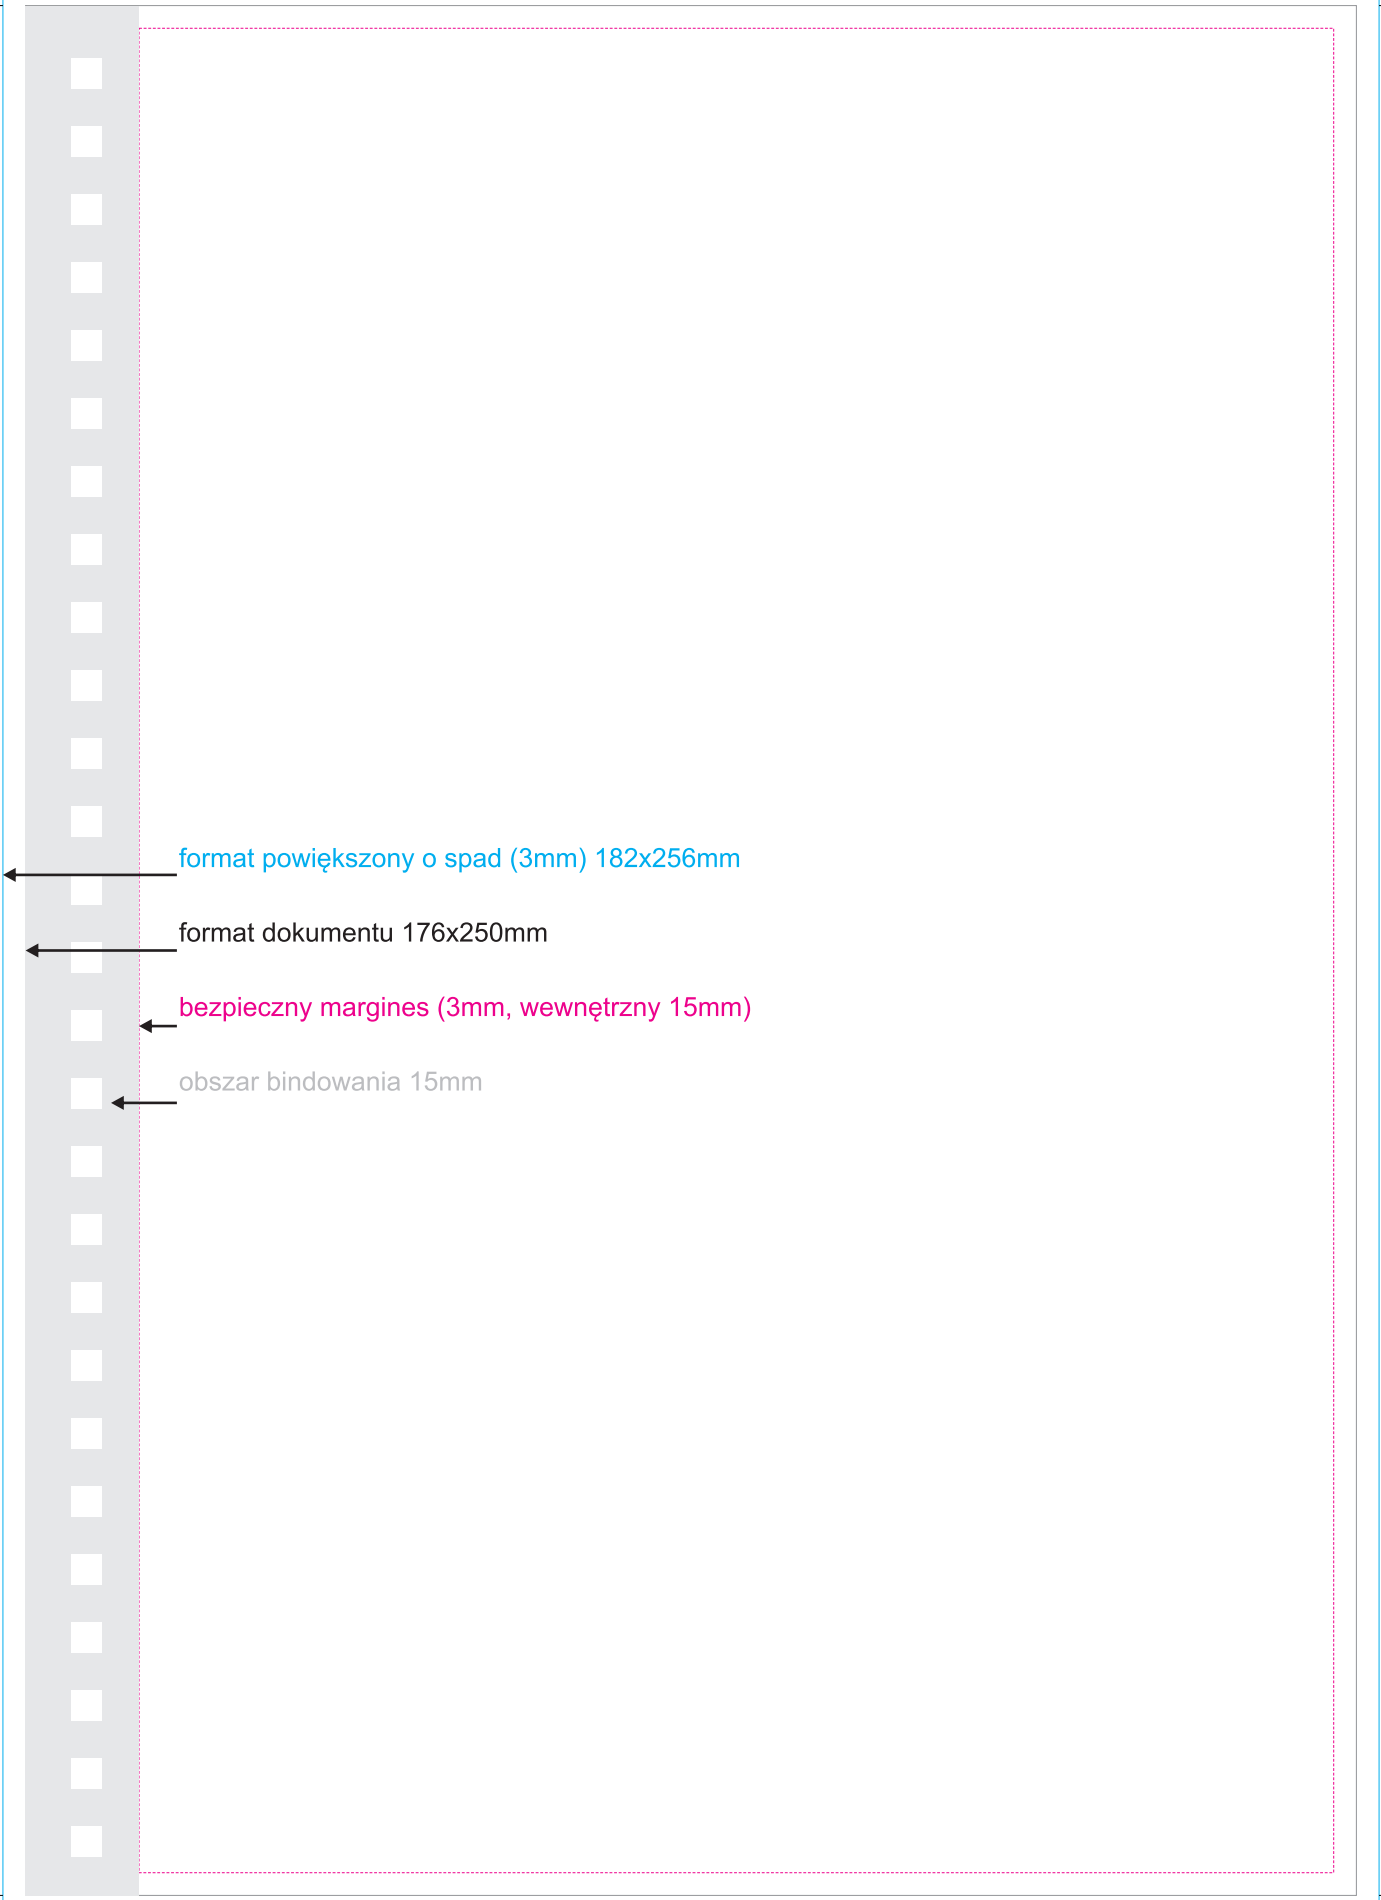 format powiększony o spad (3mm) 182x256mm
format dokumentu 176x250mm
bezpieczny margines (3mm, wewnętrzny 15mm)
obszar bindowania 15mm